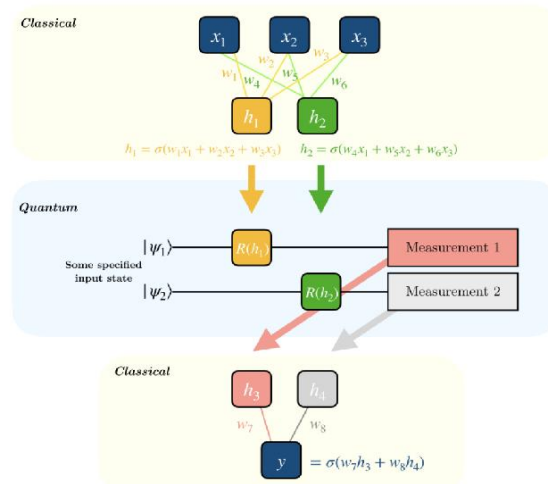 Classical
x₁ x₂ x₃
w₁ w₄ w₂ w₅ w₃ w₆
h₁ h₂
h₁ = σ(w₁x₁ + w₂x₂ + w₃x₃) h₂ = σ(w₄x₁ + w₅x₂ + w₆x₃)
Quantum
|ψ₁⟩ R(h₁) Measurement 1
Some specified
input state
|ψ₂⟩ R(h₂) Measurement 2
Classical
h₃ h₄
w₇ w₈
y = σ(w₇h₃ + w₈h₄)